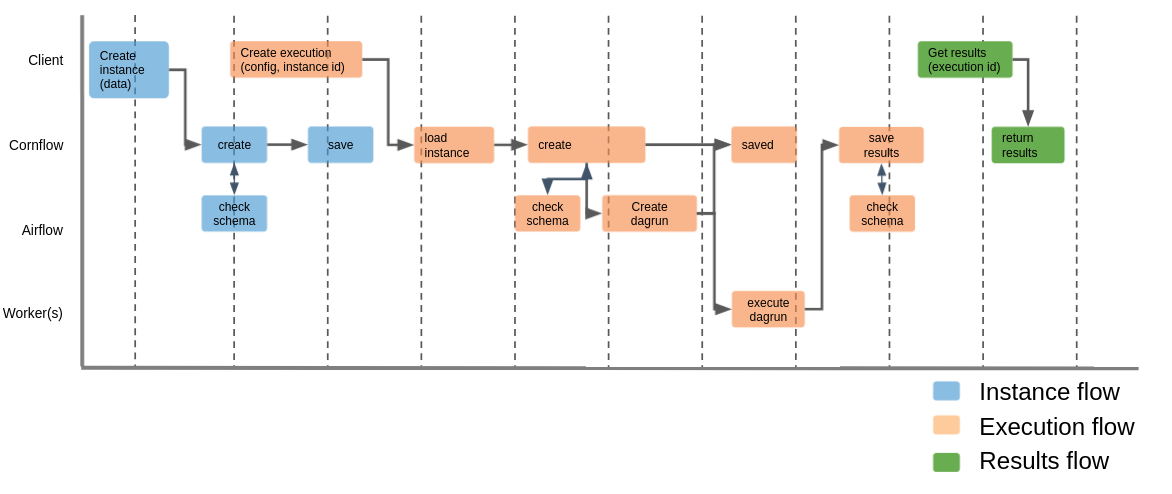 Client
Create
instance
(data)
Create execution
(config, instance id)
Get results
(execution id)
Cornflow
create
save
load
instance
create
saved
save
results
return
results
Airflow
check
schema
check
schema
Create
dagrun
check
schema
Worker(s)
execute
dagrun
Instance flow
Execution flow
Results flow